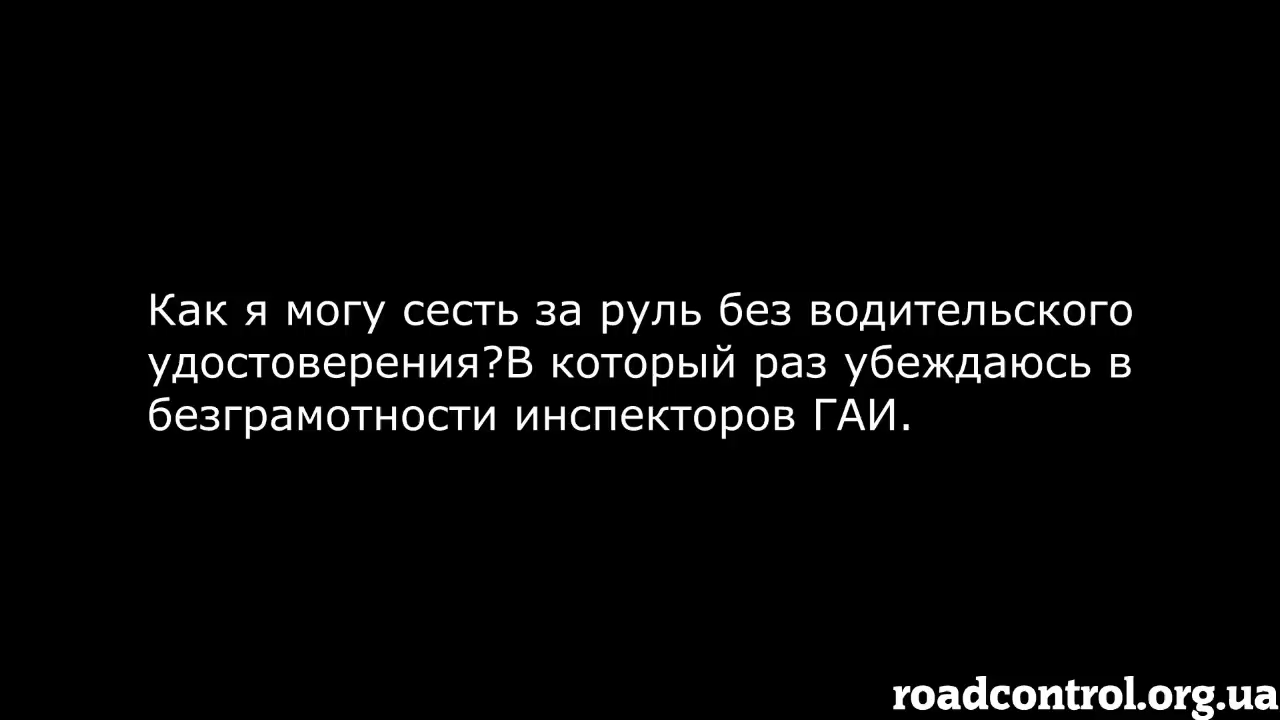 Как я могу сесть за руль без водительского
удостоверения?В который раз убеждаюсь в
безграмотности инспекторов ГАИ.
roadcontrol.org.ua